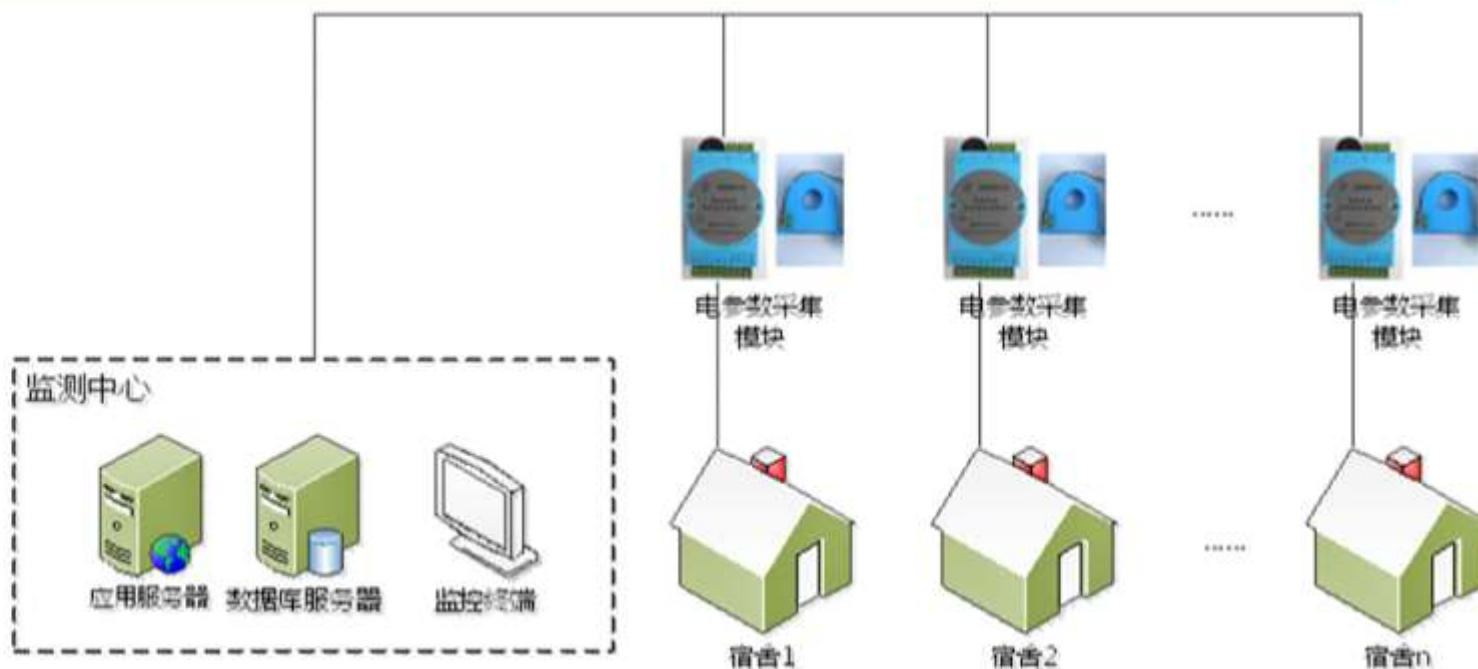 电参数采集
模块
电参数采集
模块
电参数采集
模块
......
监测中心
应用服务器
数据库服务器
监控终端
......
宿舍1
宿舍2
宿舍n